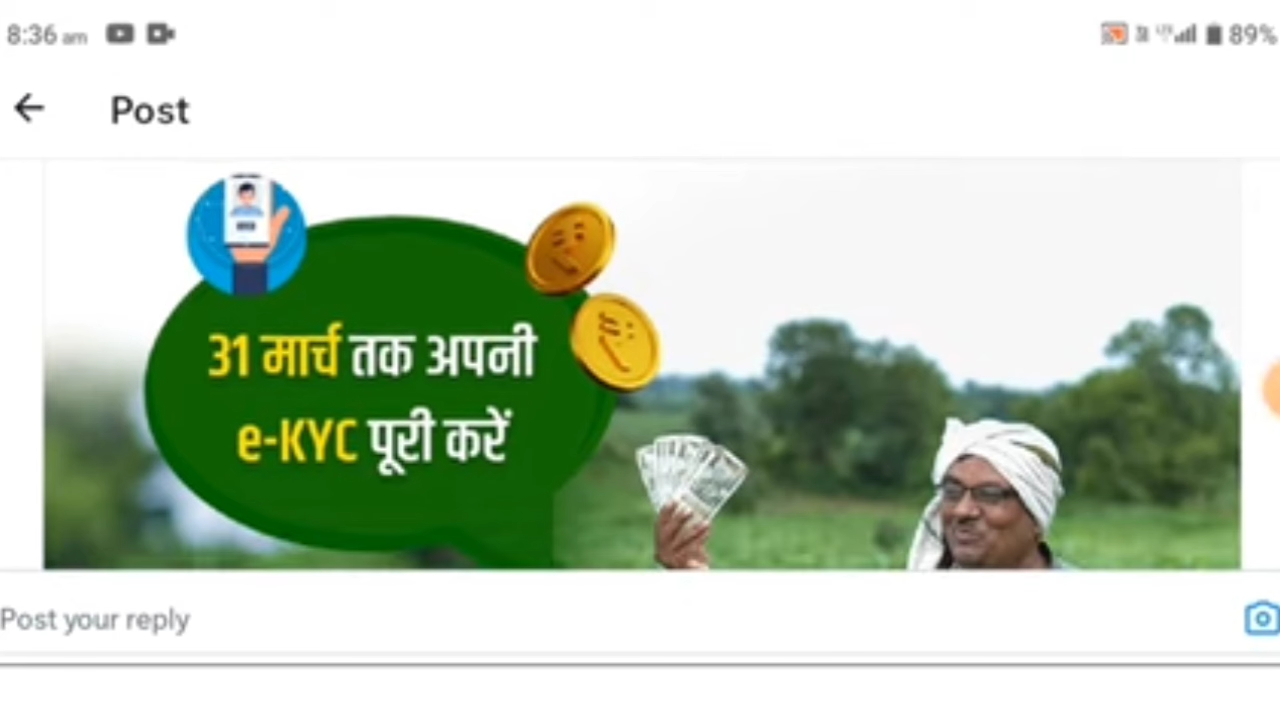 8:36 am
89%
Post
31 मार्च तक अपनी
e-KYC पूरी करें
Post your reply